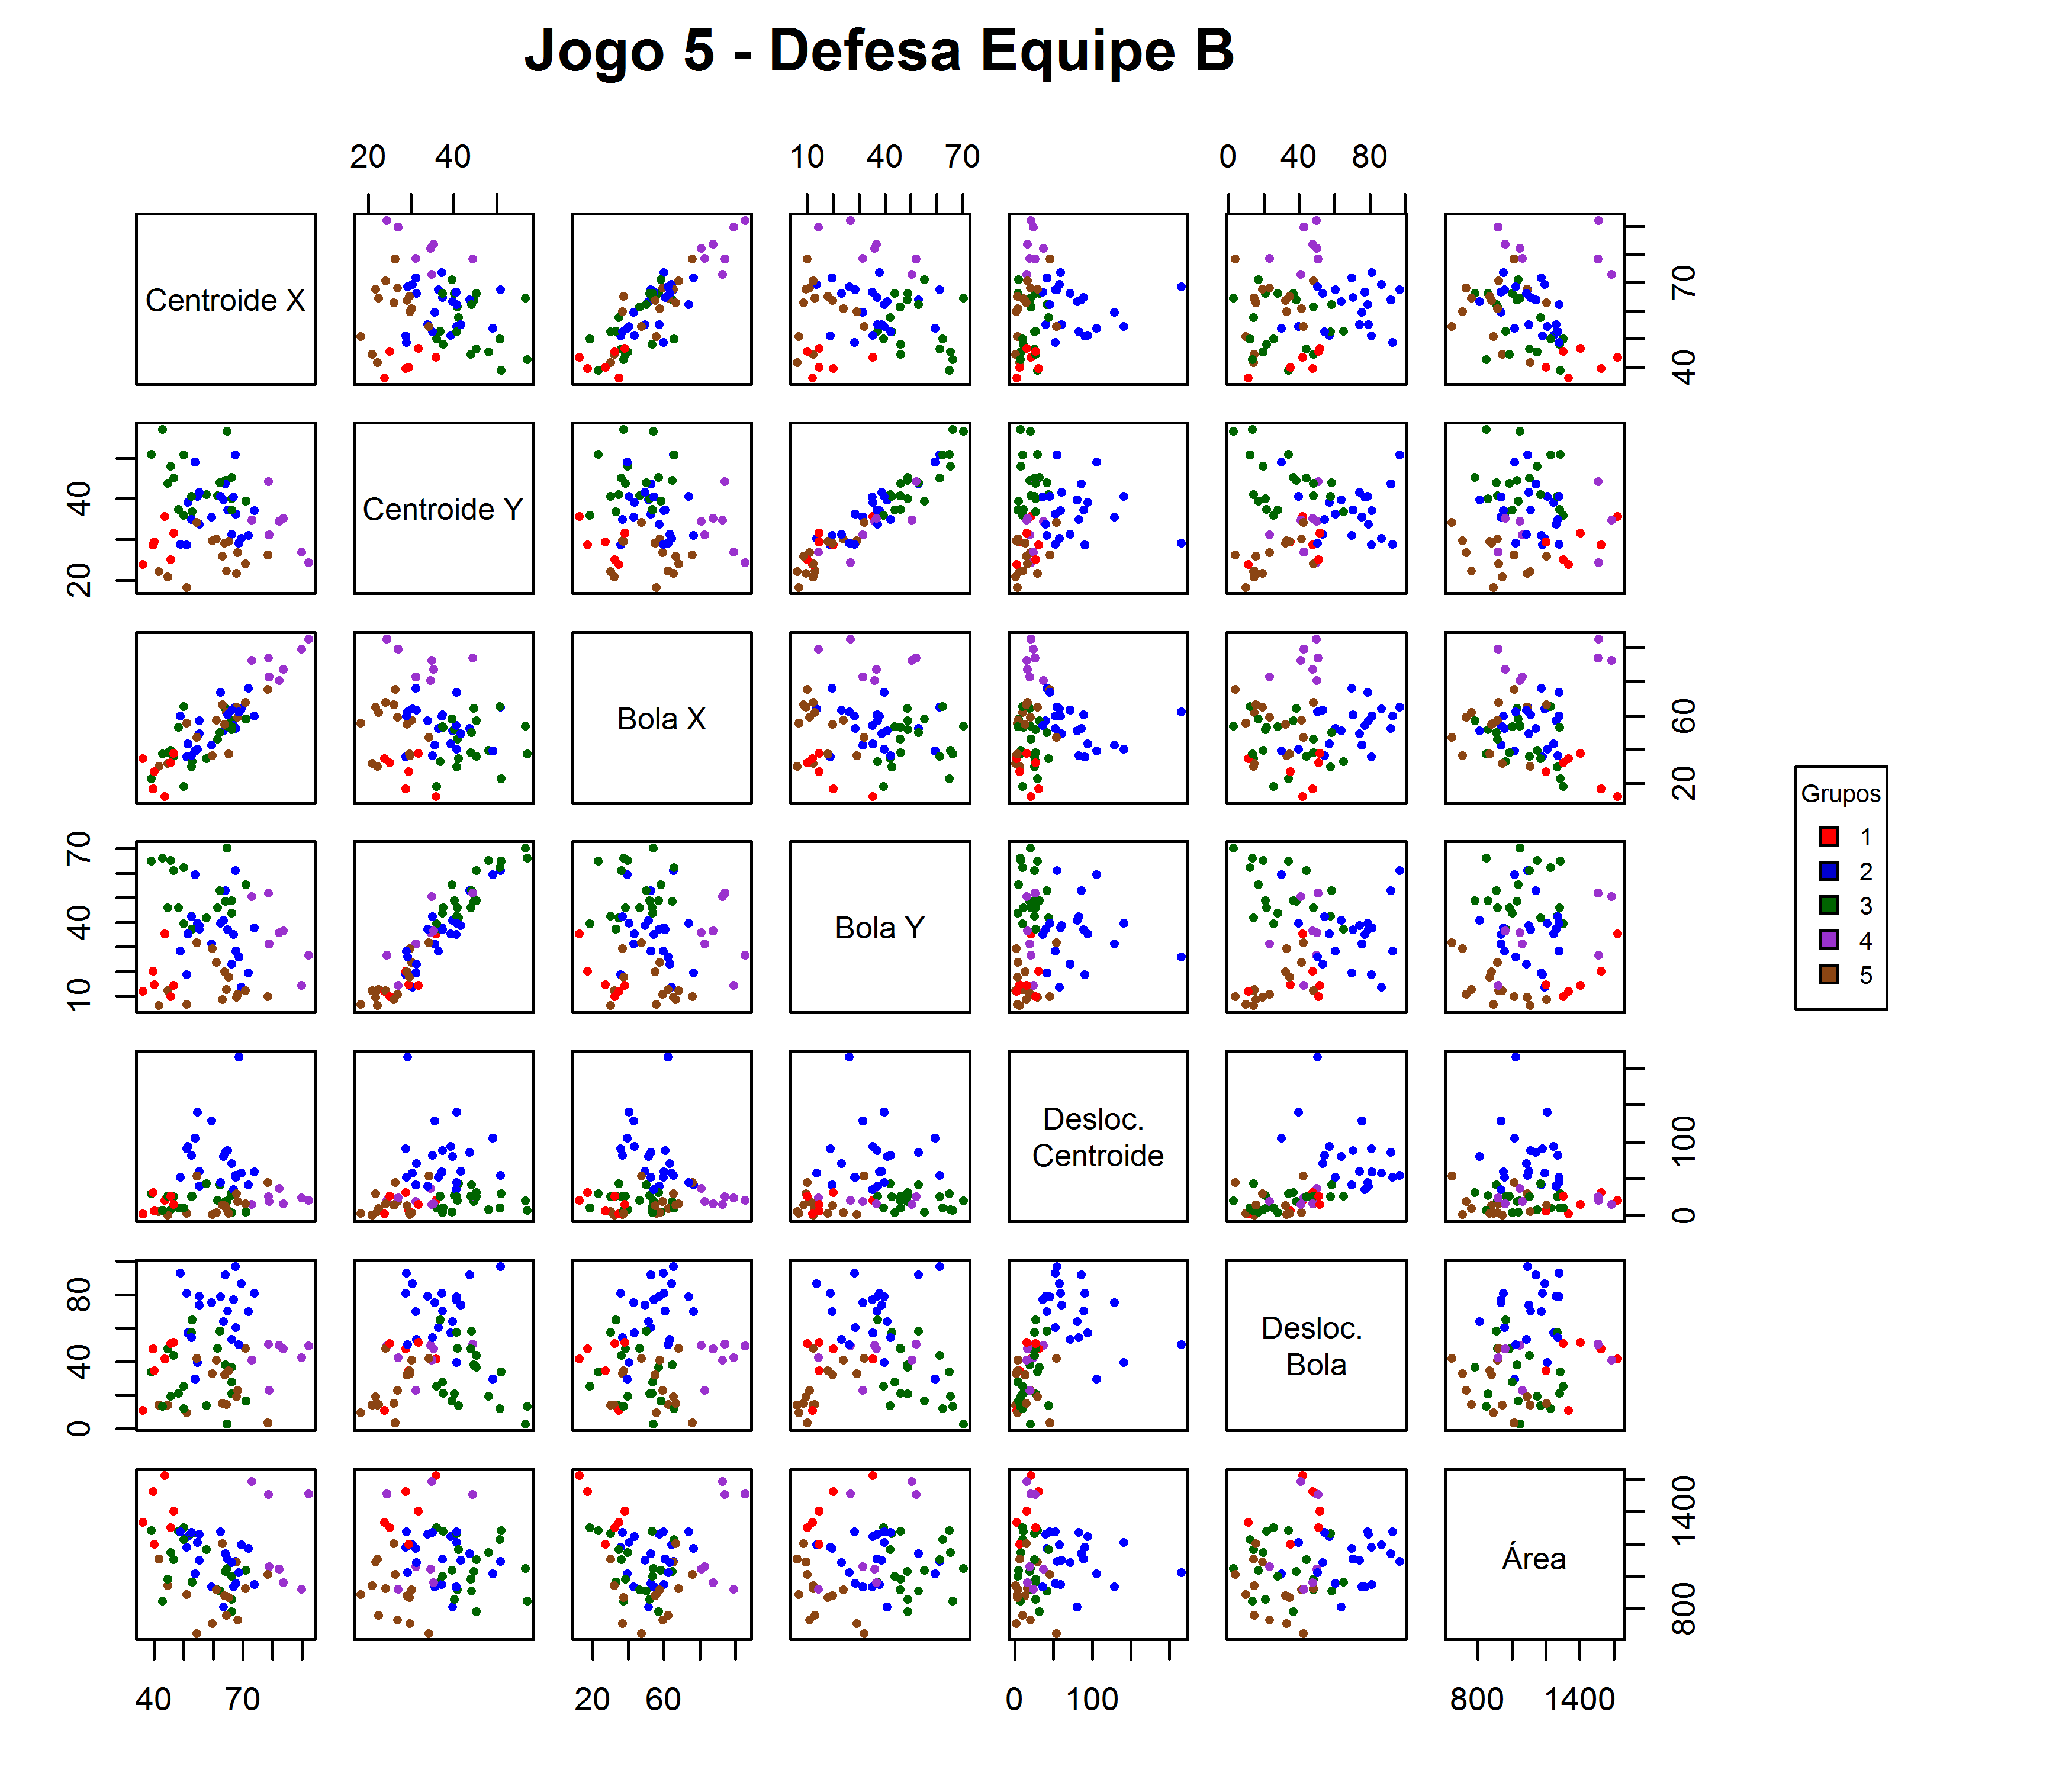 Jogo 5 - Defesa Equipe B
20 40
10 40 70
0 40 80
Centroide X
40 70
20 40
Centroide Y
Bola X
20 60
10 40 70
Bola Y
Desloc.
Centroide
0 100
0 40 80
Desloc.
Bola
Área
800 1400
40 70
20 60
0 100
800 1400
Grupos
1
2
3
4
5